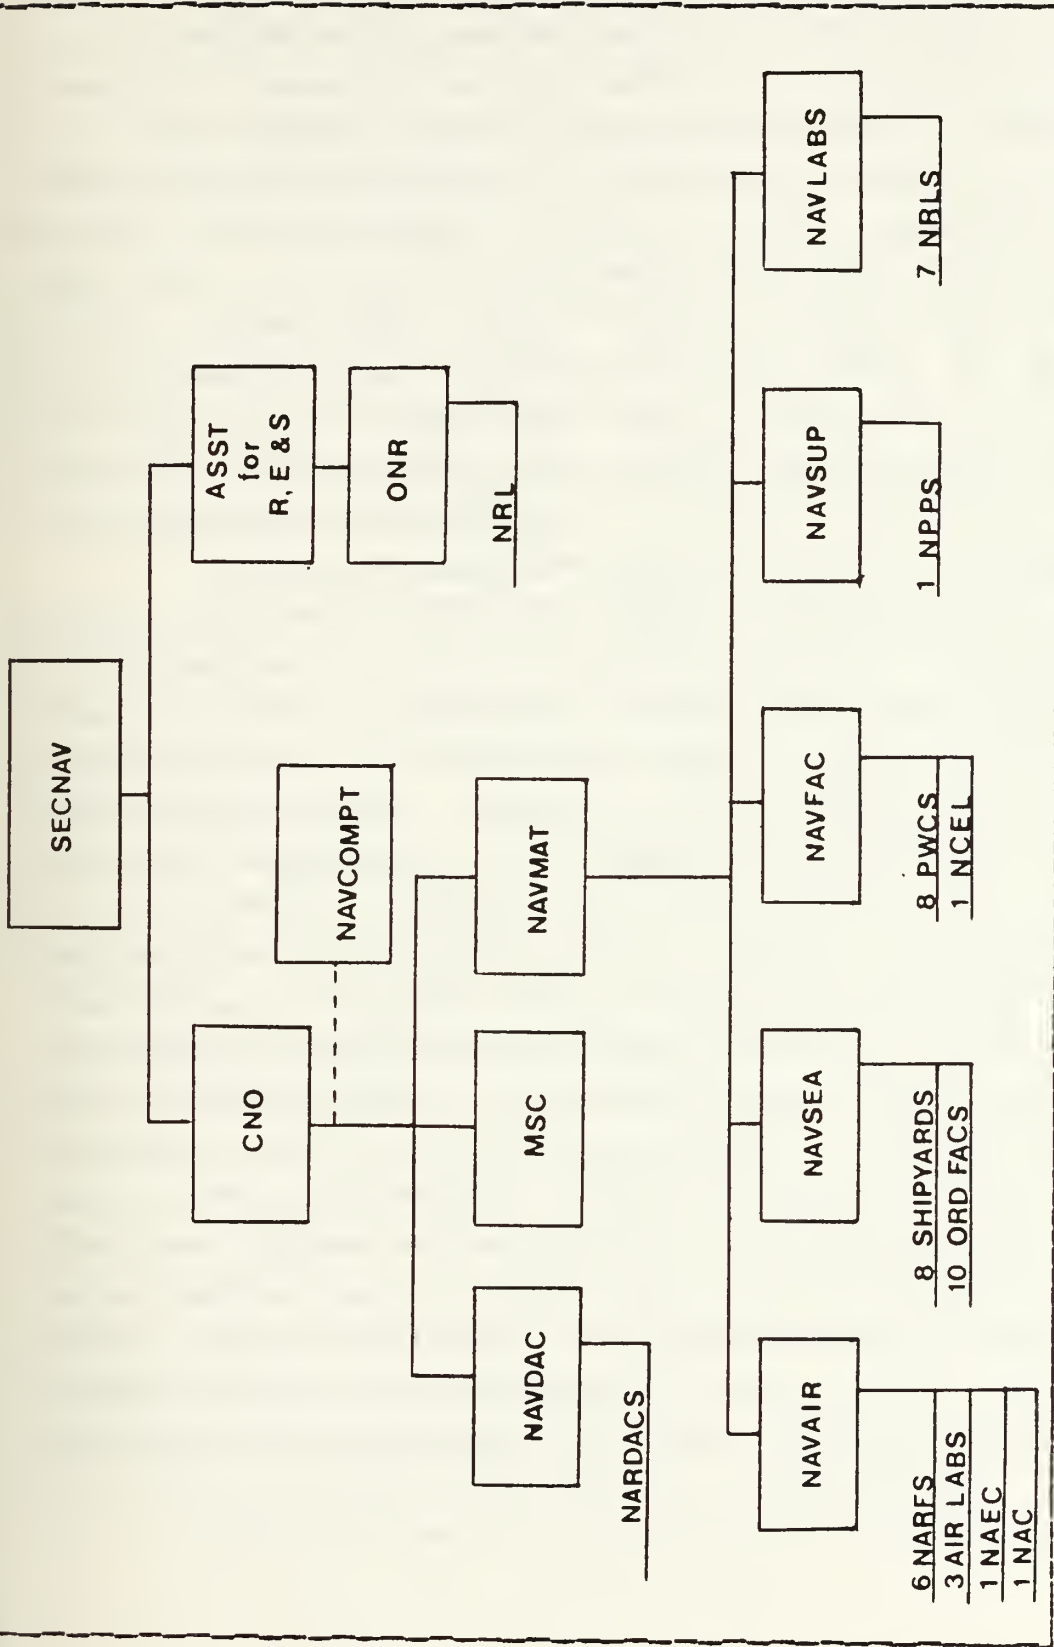 SECNAV
CNO
ASST
for
R, E & S
NAVCOMPT
ONR
NRL
NAVDAC
MSC
NAVMAT
NARDACS
NAVAIR
NAVSEA
NAVFAC
NAVSUP
NAVLABS
6 NARFS
3 AIR LABS
1 NAEC
1 NAC
8 SHIPYARDS
10 ORD FACS
8 PWCS
1 NCEL
1 NPPS
7 NRLS